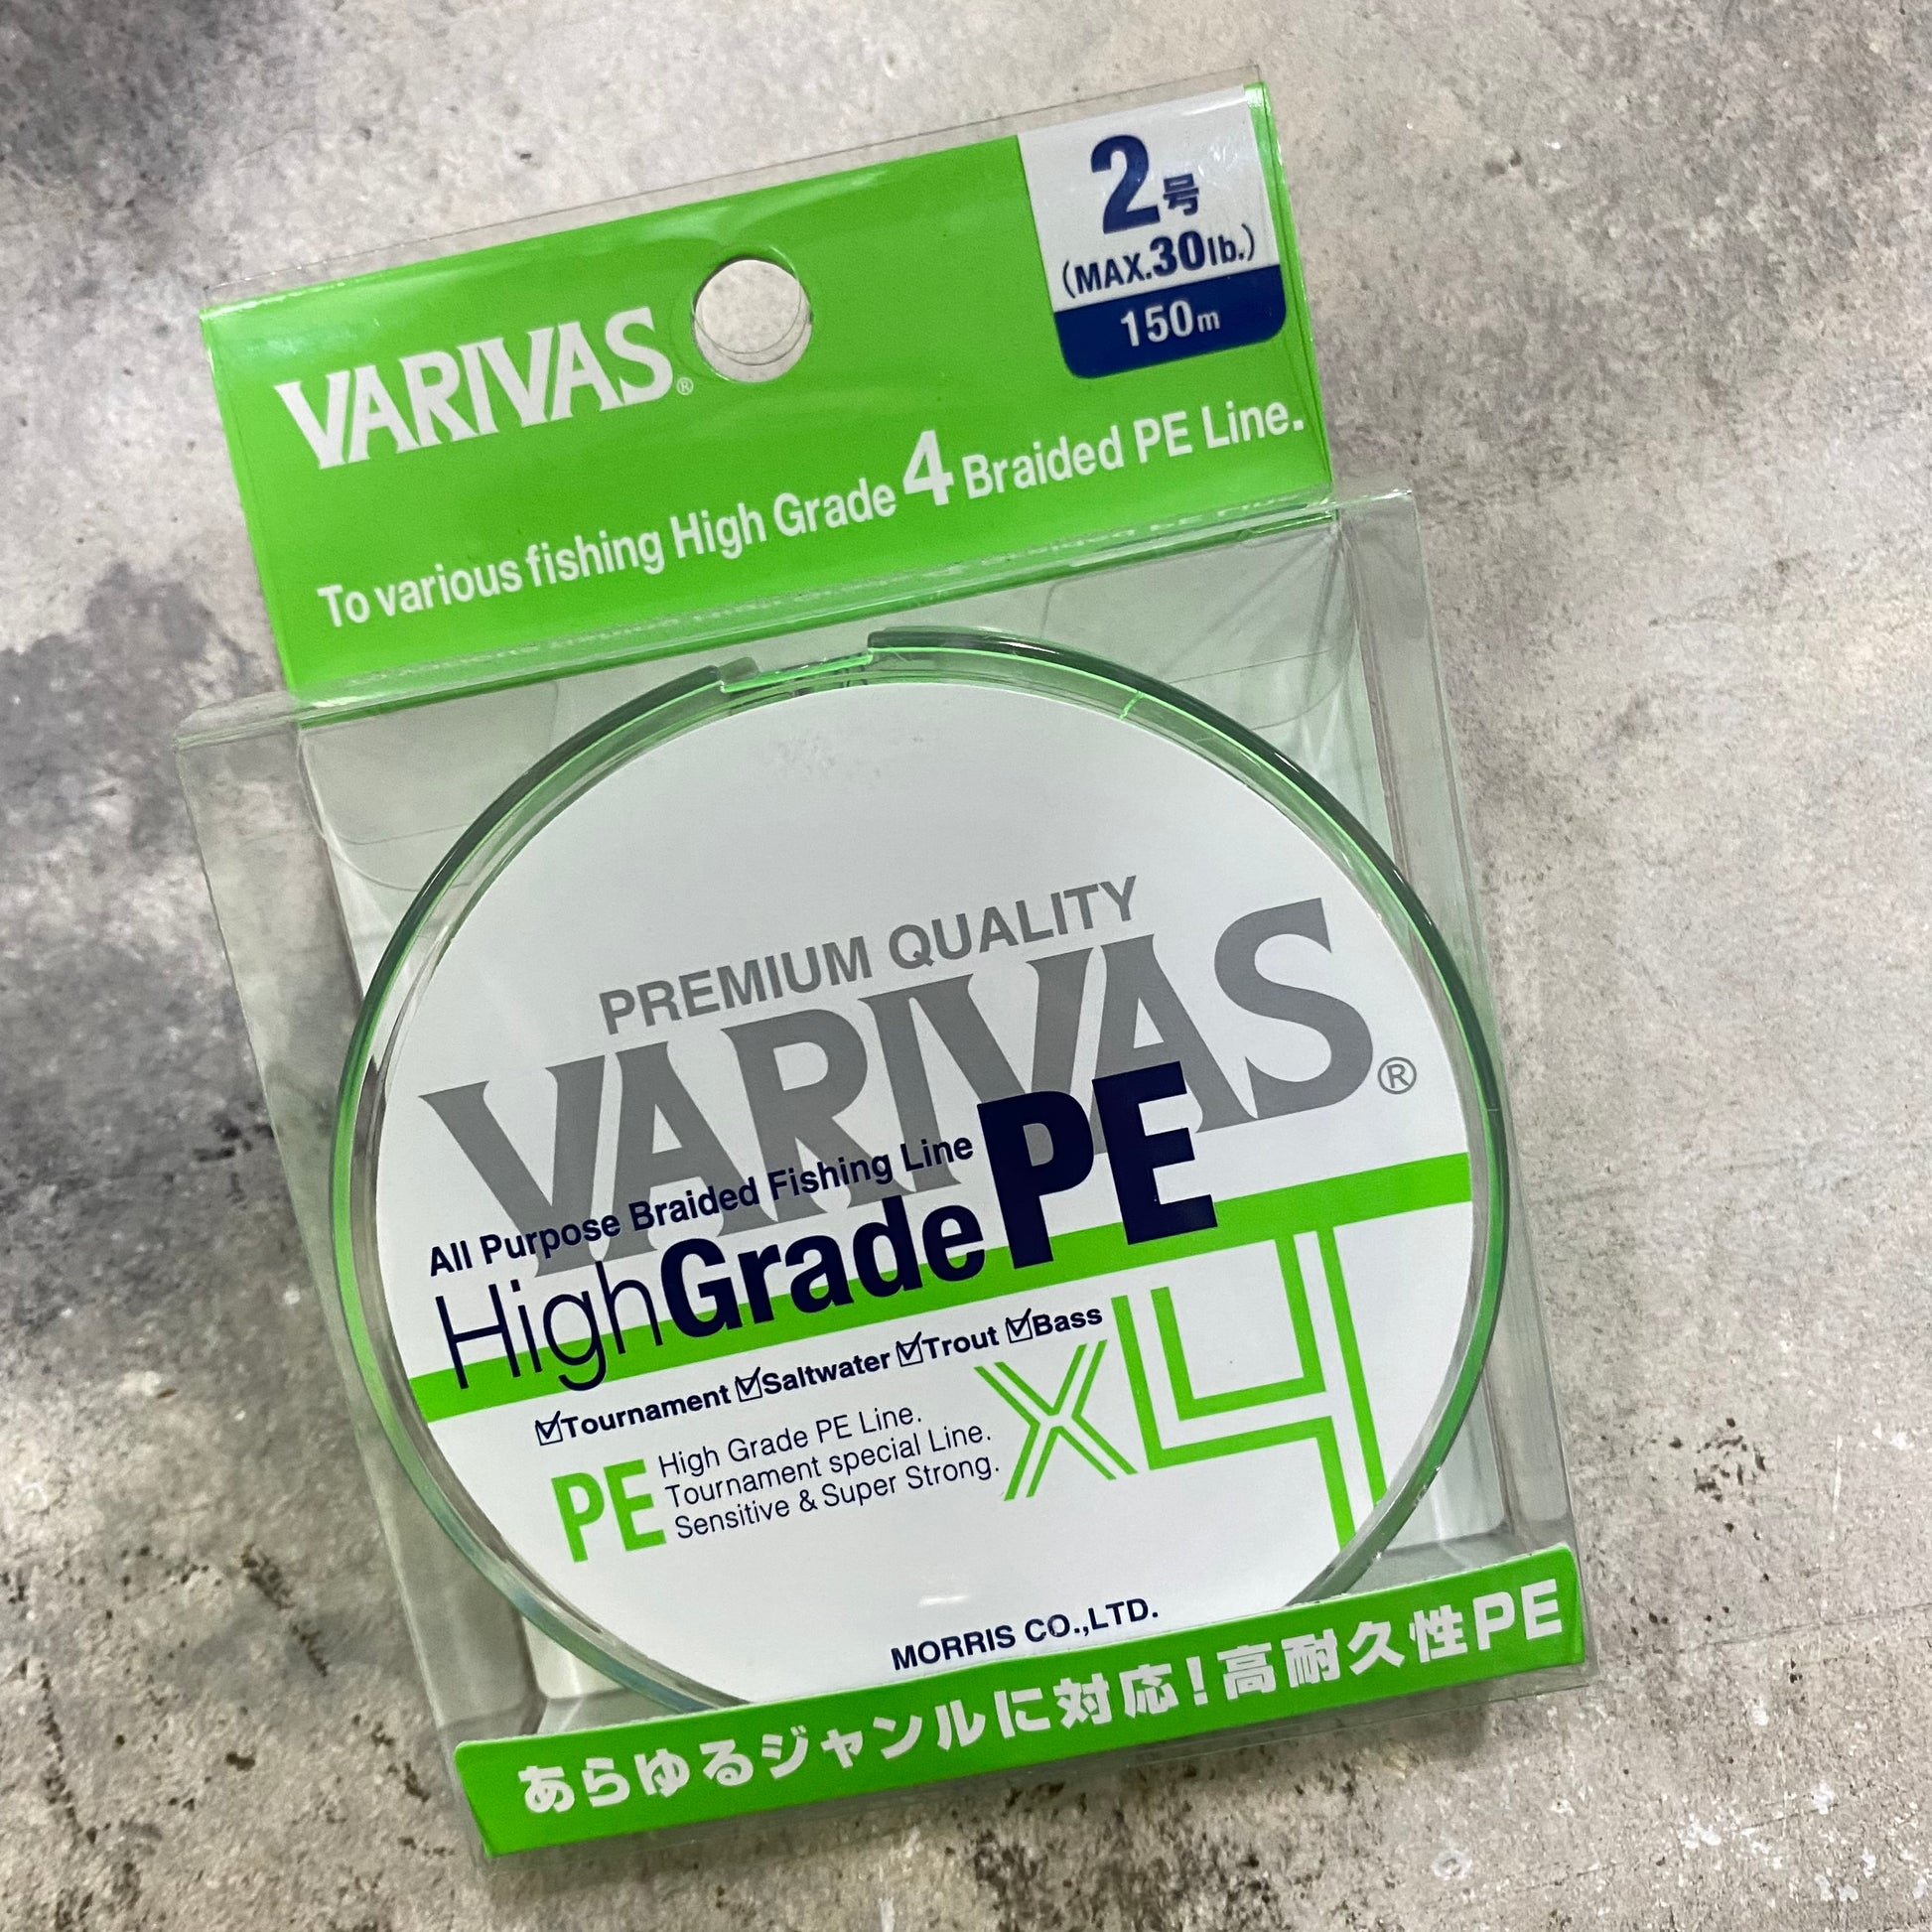 2号
(MAX.30lb.)
150m
VARIVAS®
To various fishing High Grade 4 Braided PE Line.
PREMIUM QUALITY
VARIVAS®
All Purpose Braided Fishing Line
HighGradePE
☑Tournament ☑Saltwater ☑Trout ☑Bass
X4
PE
High Grade PE Line.
Tournament special Line.
Sensitive & Super Strong.
MORRIS CO.,LTD.
あらゆるジャンルに対応!高耐久性PE